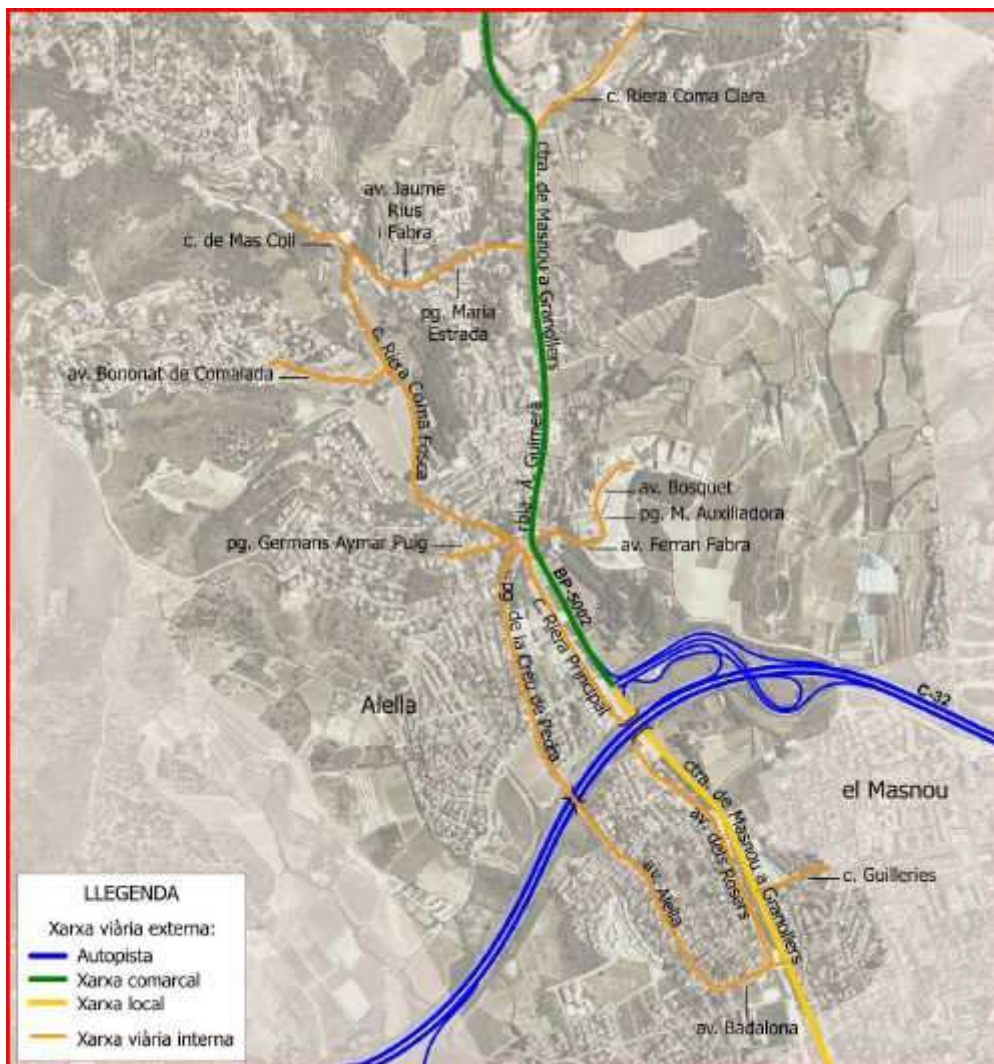 c. Riera Coma Clara
ctra. de Masnou a Granollers
av. Jaume
Rius
i Fabra
c. de Mas Coll
pg. Maria
Estrada
c. Riera Coma Fosca
av. Bononat de Comalada
rbla. À. Guimerà
av. Bosquet
pg. M. Auxiliadora
av. Ferran Fabra
pg. Germans Aymar Puig
BP-5002
c. Riera Principal
pg. de la Creu de Pedra
Alella
C-32
el Masnou
ctra. de Masnou a Granollers
av. dels Rosers
c. Guilleries
av. Alella
av. Badalona
LLEGENDA
Xarxa viària externa:
Autopista
Xarxa comarcal
Xarxa local
Xarxa viària interna